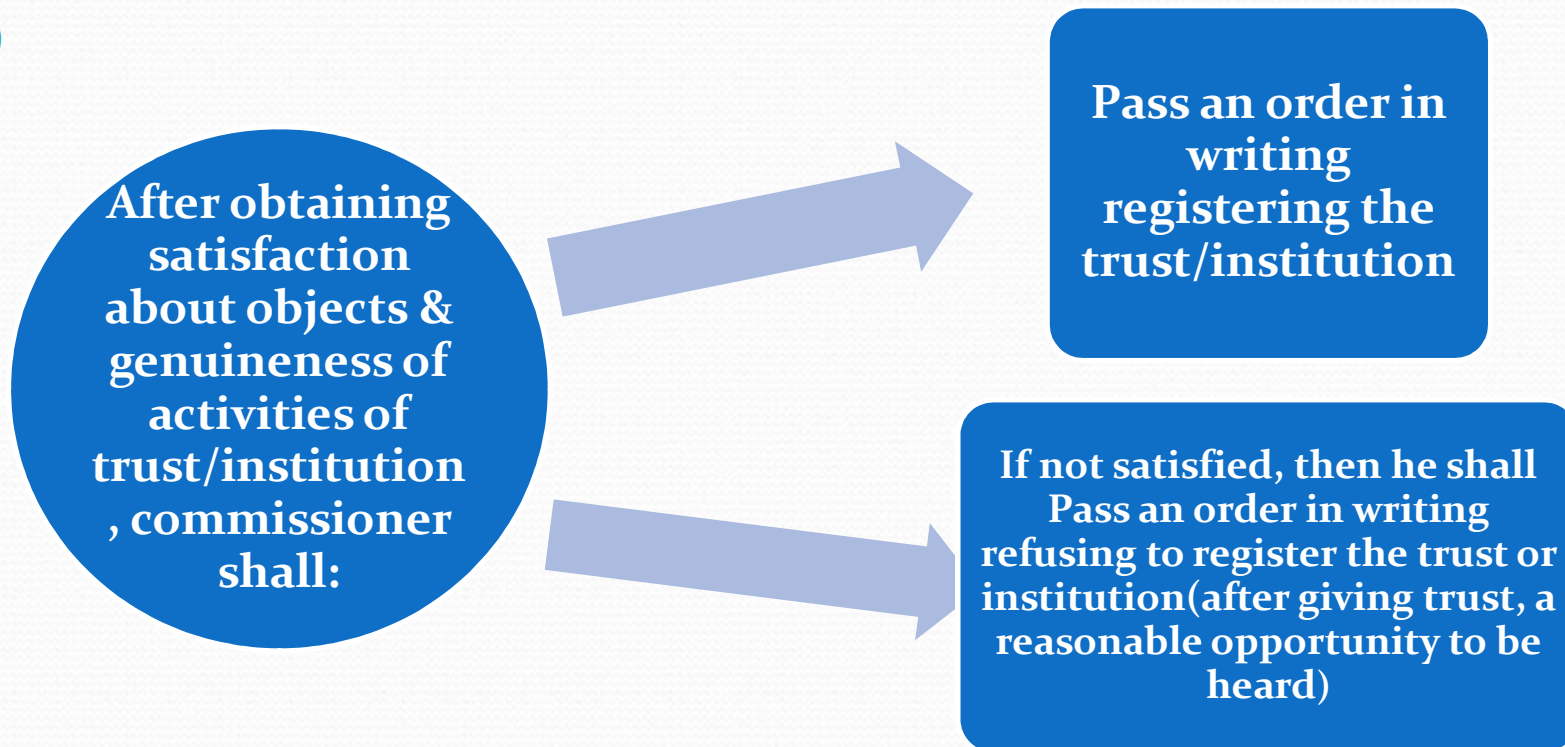 After obtaining
satisfaction
about objects &
genuineness of
activities of
trust/institution
, commissioner
shall:
Pass an order in
writing
registering the
trust/institution
If not satisfied, then he shall
Pass an order in writing
refusing to register the trust or
institution(after giving trust, a
reasonable opportunity to be
heard)